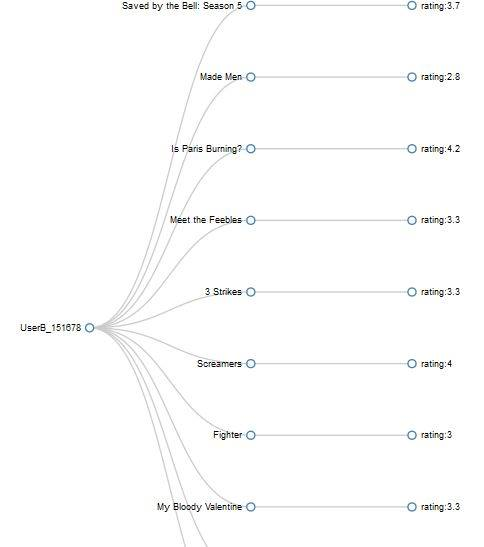 Saved by the Bell: Season 5 rating:3.7
Made Men rating:2.8
Is Paris Burning? rating:4.2
Meet the Feebles rating:3.3
3 Strikes rating:3.3
UserB_151678
Screamers rating:4
Fighter rating:3
My Bloody Valentine rating:3.3